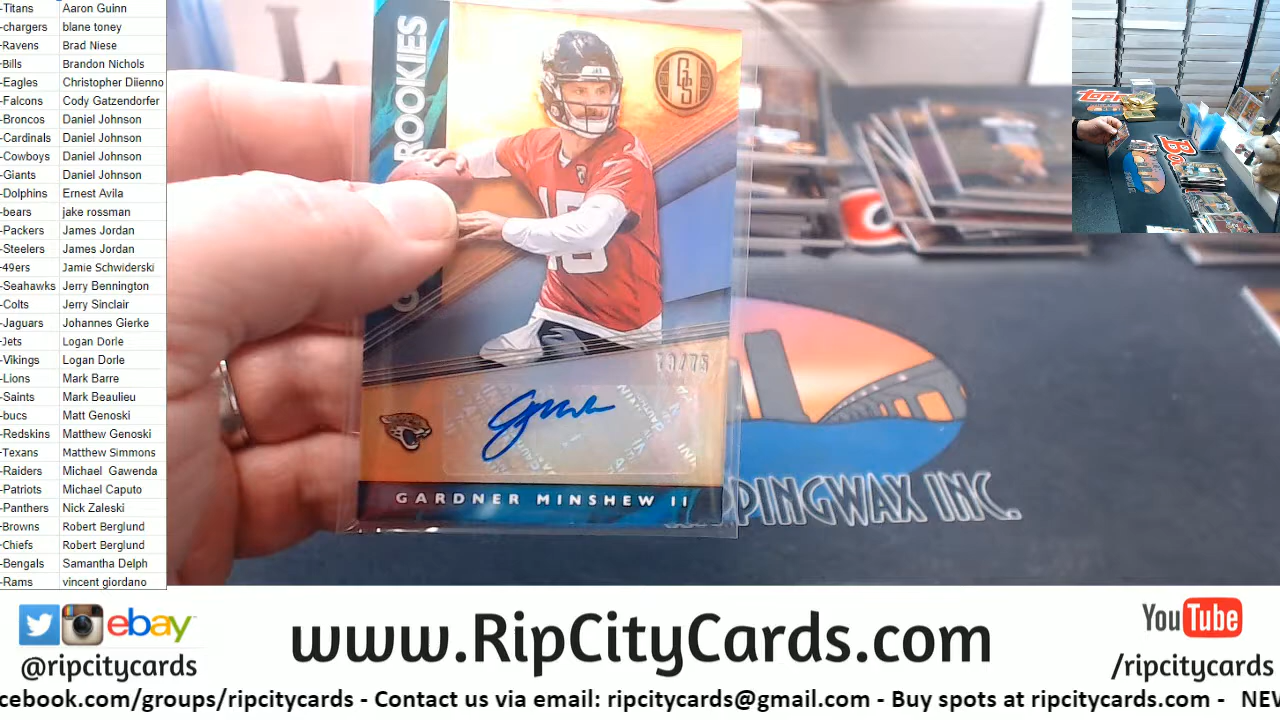 -Titans Aaron Guinn
-chargers blane toney
-Ravens Brad Niese
-Bills Brandon Nichols
-Eagles Christopher Diienno
-Falcons Cody Gatzendorfer
-Broncos Daniel Johnson
-Cardinals Daniel Johnson
-Cowboys Daniel Johnson
-Giants Daniel Johnson
-Dolphins Ernest Avila
-bears jake rossman
-Packers James Jordan
-Steelers James Jordan
-49ers Jamie Schwiderski
-Seahawks Jerry Bennington
-Colts Jerry Sinclair
-Jaguars Johannes Gierke
-Jets Logan Dorle
-Vikings Logan Dorle
-Lions Mark Barre
-Saints Mark Beaulieu
-bucs Matt Genoski
-Redskins Matthew Genoski
-Texans Matthew Simmons
-Raiders Michael Gawenda
-Patriots Michael Caputo
-Panthers Nick Zaleski
-Browns Robert Berglund
-Chiefs Robert Berglund
-Bengals Samantha Delph
-Rams vincent giordano
ROOKIES
GS
GARDNER MINSHEW II
PPINGWAX INC.
Topps
ebay
@ripcitycards
www.RipCityCards.com
YouTube
/ripcitycards
cebook.com/groups/ripcitycards - Contact us via email: ripcitycards@gmail.com - Buy spots at ripcitycards.com - NEV